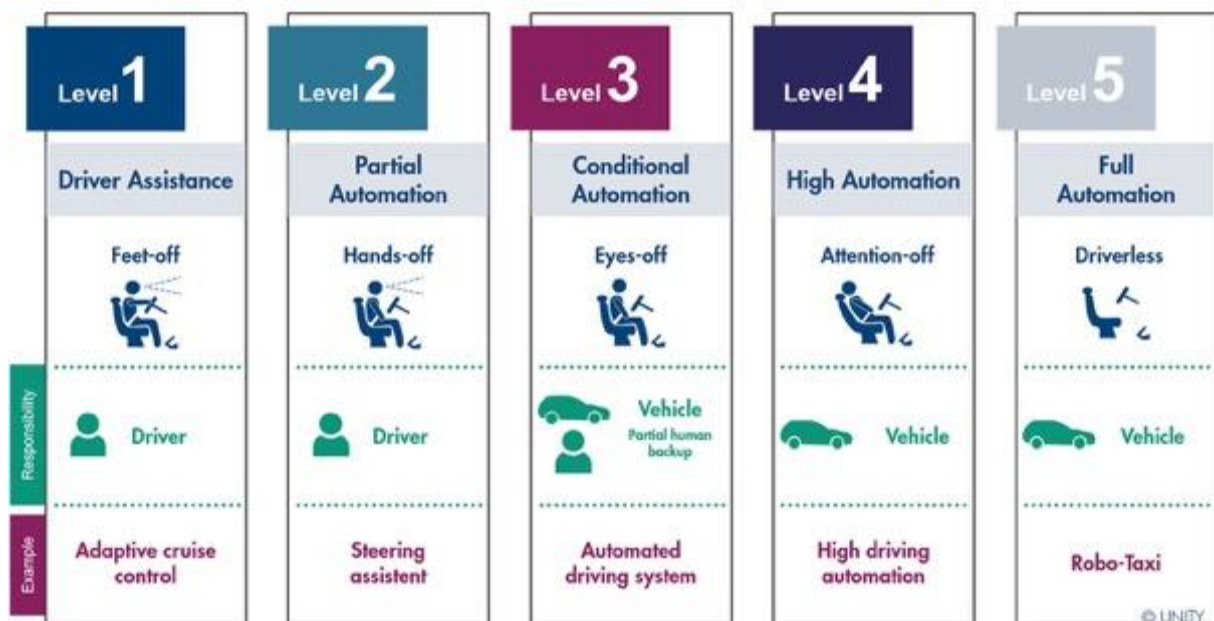 Level 1
Level 2
Level 3
Level 4
Level 5
Driver Assistance
Partial
Automation
Conditional
Automation
High Automation
Full
Automation
Feet-off
Hands-off
Eyes-off
Attention-off
Driverless
Responsibility
Driver
Driver
Vehicle
Partial human
backup
Vehicle
Vehicle
Example
Adaptive cruise
control
Steering
assistent
Automated
driving system
High driving
automation
Robo-Taxi
© UNITY